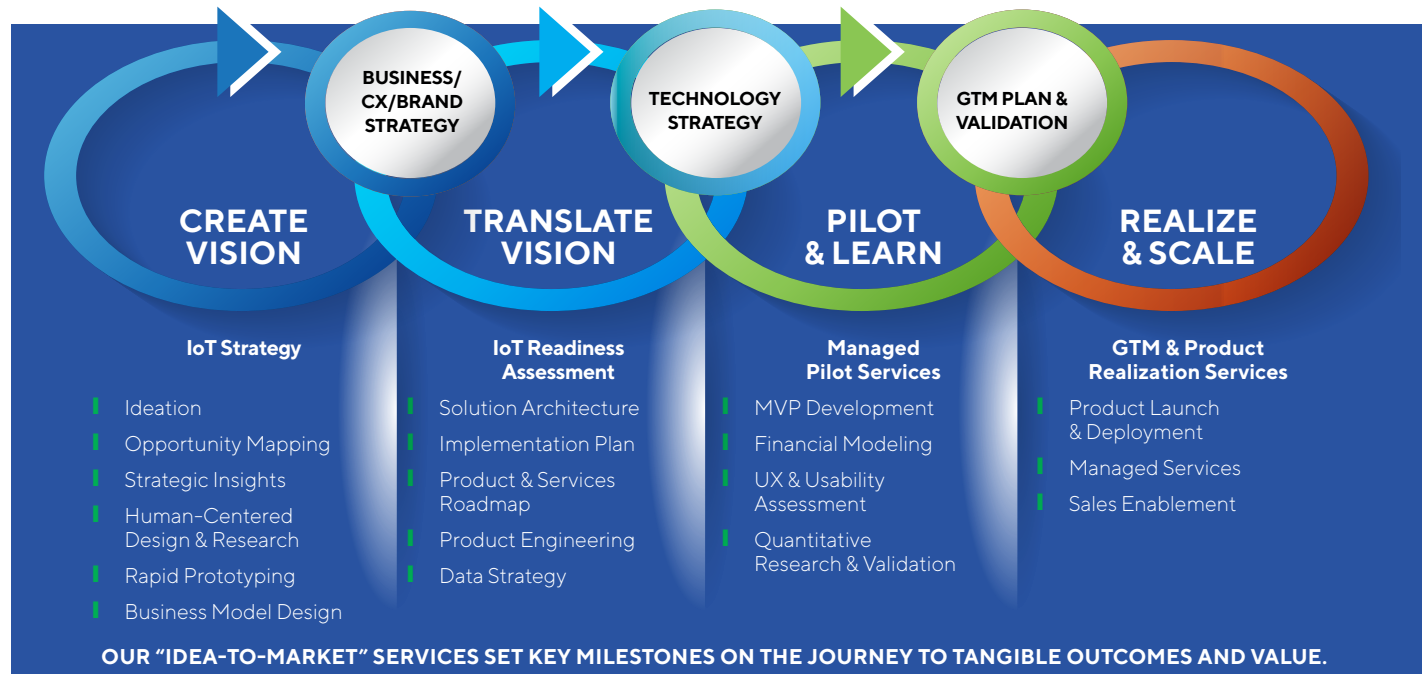 BUSINESS/
CX/BRAND
STRATEGY
TECHNOLOGY
STRATEGY
GTM PLAN &
VALIDATION
CREATE
VISION
TRANSLATE
VISION
PILOT
& LEARN
REALIZE
& SCALE
IoT Strategy
Ideation
Opportunity Mapping
Strategic Insights
Human-Centered
Design & Research
Rapid Prototyping
Business Model Design
IoT Readiness
Assessment
Solution Architecture
Implementation Plan
Product & Services
Roadmap
Product Engineering
Data Strategy
Managed
Pilot Services
MVP Development
Financial Modeling
UX & Usability
Assessment
Quantitative
Research & Validation
GTM & Product
Realization Services
Product Launch
& Deployment
Managed Services
Sales Enablement
OUR “IDEA-TO-MARKET” SERVICES SET KEY MILESTONES ON THE JOURNEY TO TANGIBLE OUTCOMES AND VALUE.